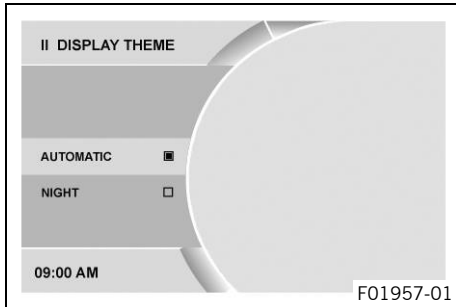 II DISPLAY THEME
AUTOMATIC
NIGHT
09:00 AM
F01957-01